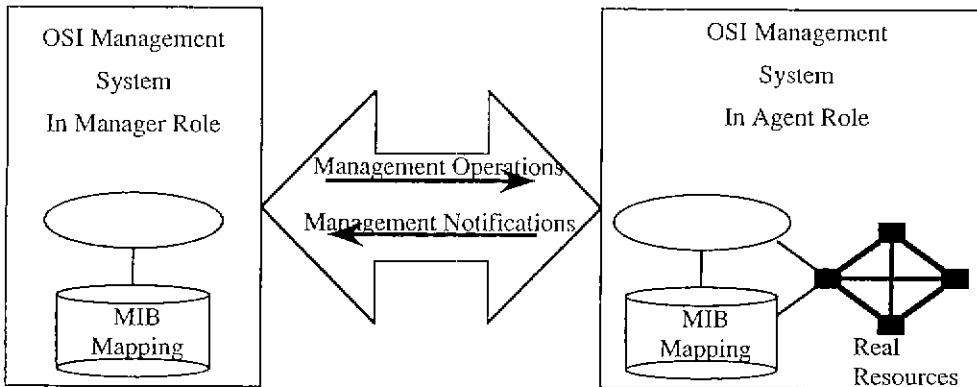 OSI Management
System
In Manager Role
MIB
Mapping
Management Operations
Management Notifications
OSI Management
System
In Agent Role
MIB
Mapping
Real
Resources